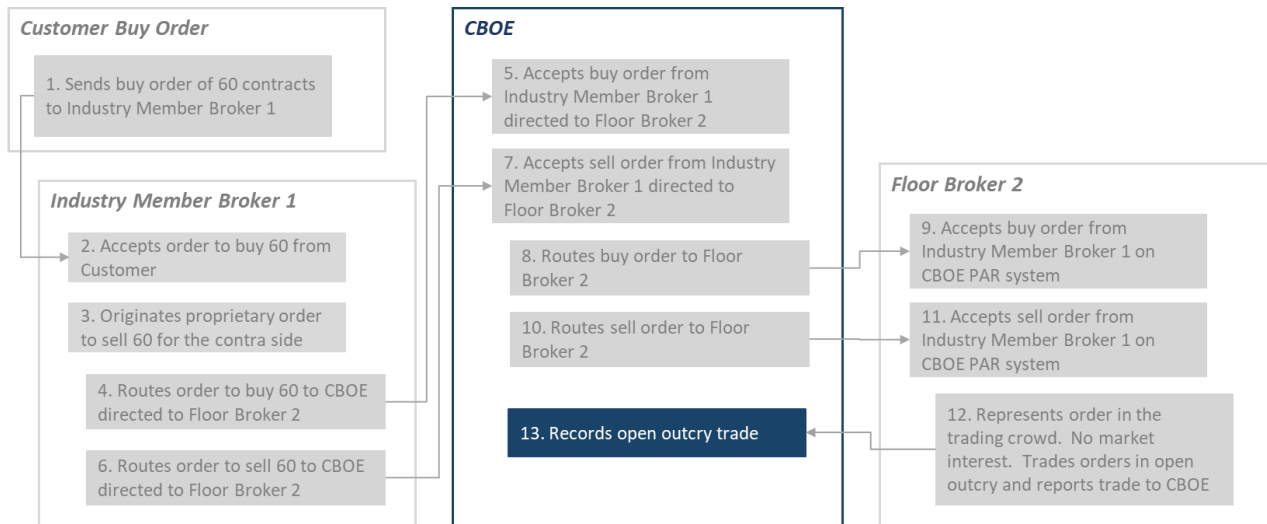 Customer Buy Order
1. Sends buy order of 60 contracts
to Industry Member Broker 1
Industry Member Broker 1
2. Accepts order to buy 60 from
Customer
3. Originates proprietary order
to sell 60 for the contra side
4. Routes order to buy 60 to CBOE
directed to Floor Broker 2
6. Routes order to sell 60 to CBOE
directed to Floor Broker 2
CBOE
5. Accepts buy order from
Industry Member Broker 1
directed to Floor Broker 2
7. Accepts sell order from Industry
Member Broker 1 directed to
Floor Broker 2
8. Routes buy order to Floor
Broker 2
10. Routes sell order to Floor
Broker 2
13. Records open outcry trade
Floor Broker 2
9. Accepts buy order from
Industry Member Broker 1 on
CBOE PAR system
11. Accepts sell order from
Industry Member Broker 1 on
CBOE PAR system
12. Represents order in the
trading crowd. No market
interest. Trades orders in open
outcry and reports trade to CBOE